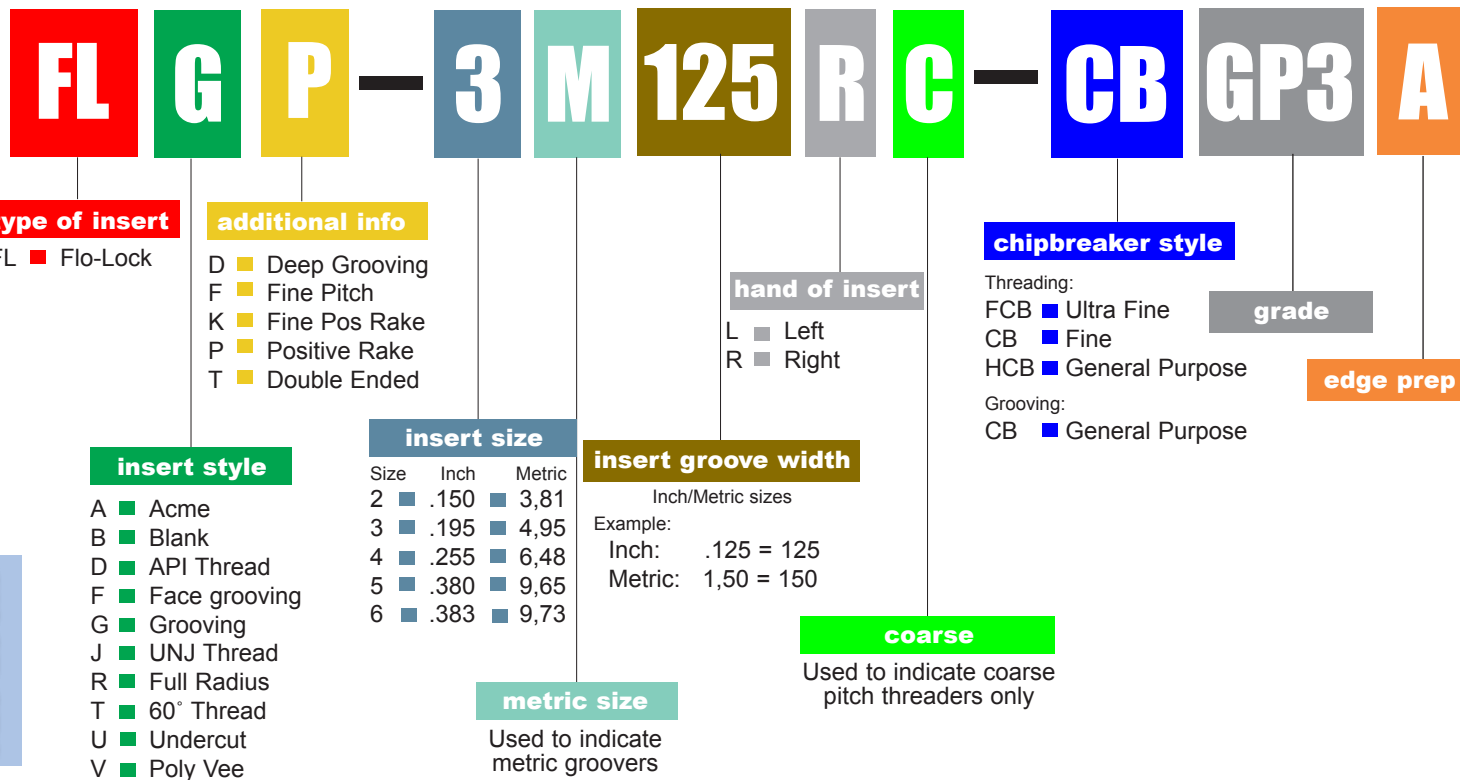 FL G P - 3 M 125 R C - CB GP3 A
type of insert
FL Flo-Lock
additional info
D Deep Grooving
F Fine Pitch
K Fine Pos Rake
P Positive Rake
T Double Ended
hand of insert
L Left
R Right
chipbreaker style
Threading:
FCB Ultra Fine
CB Fine
HCB General Purpose
Grooving:
CB General Purpose
grade
edge prep
insert style
A Acme
B Blank
D API Thread
F Face grooving
G Grooving
J UNJ Thread
R Full Radius
T 60˚ Thread
U Undercut
V Poly Vee
insert size
Size Inch Metric
2 .150 3,81
3 .195 4,95
4 .255 6,48
5 .380 9,65
6 .383 9,73
insert groove width
Inch/Metric sizes
Example:
Inch: .125 = 125
Metric: 1,50 = 150
metric size
Used to indicate
metric groovers
coarse
Used to indicate coarse
pitch threaders only